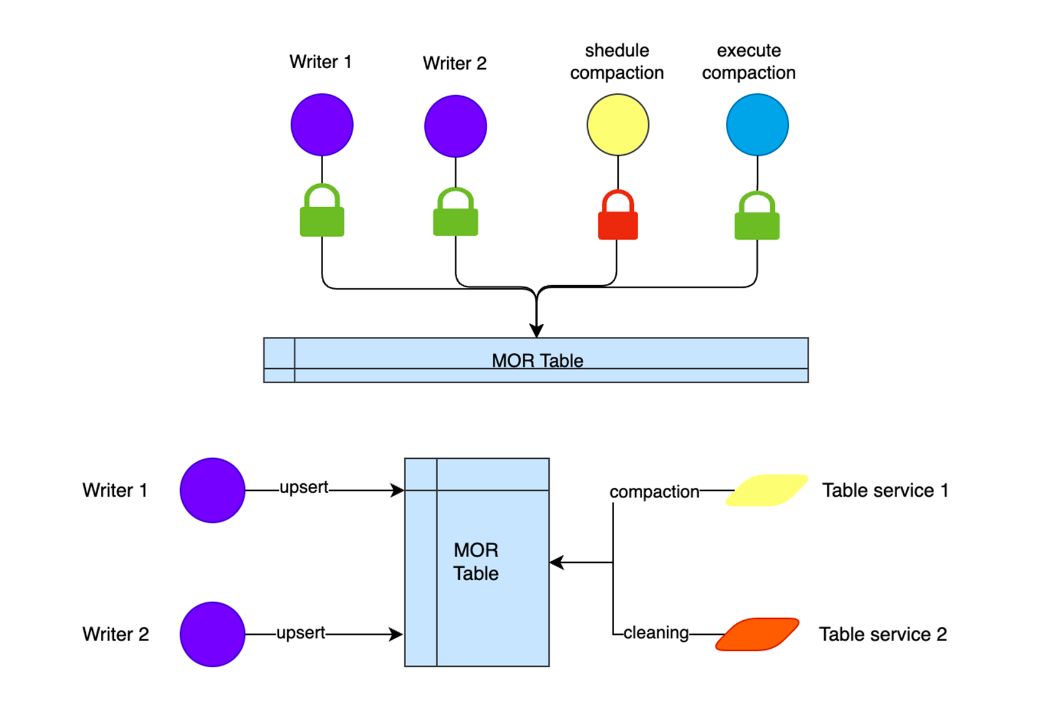 Writer 1
Writer 2
shedule
compaction
execute
compaction
MOR Table
Writer 1
upsert
MOR
Table
compaction
Table service 1
Writer 2
upsert
cleaning
Table service 2